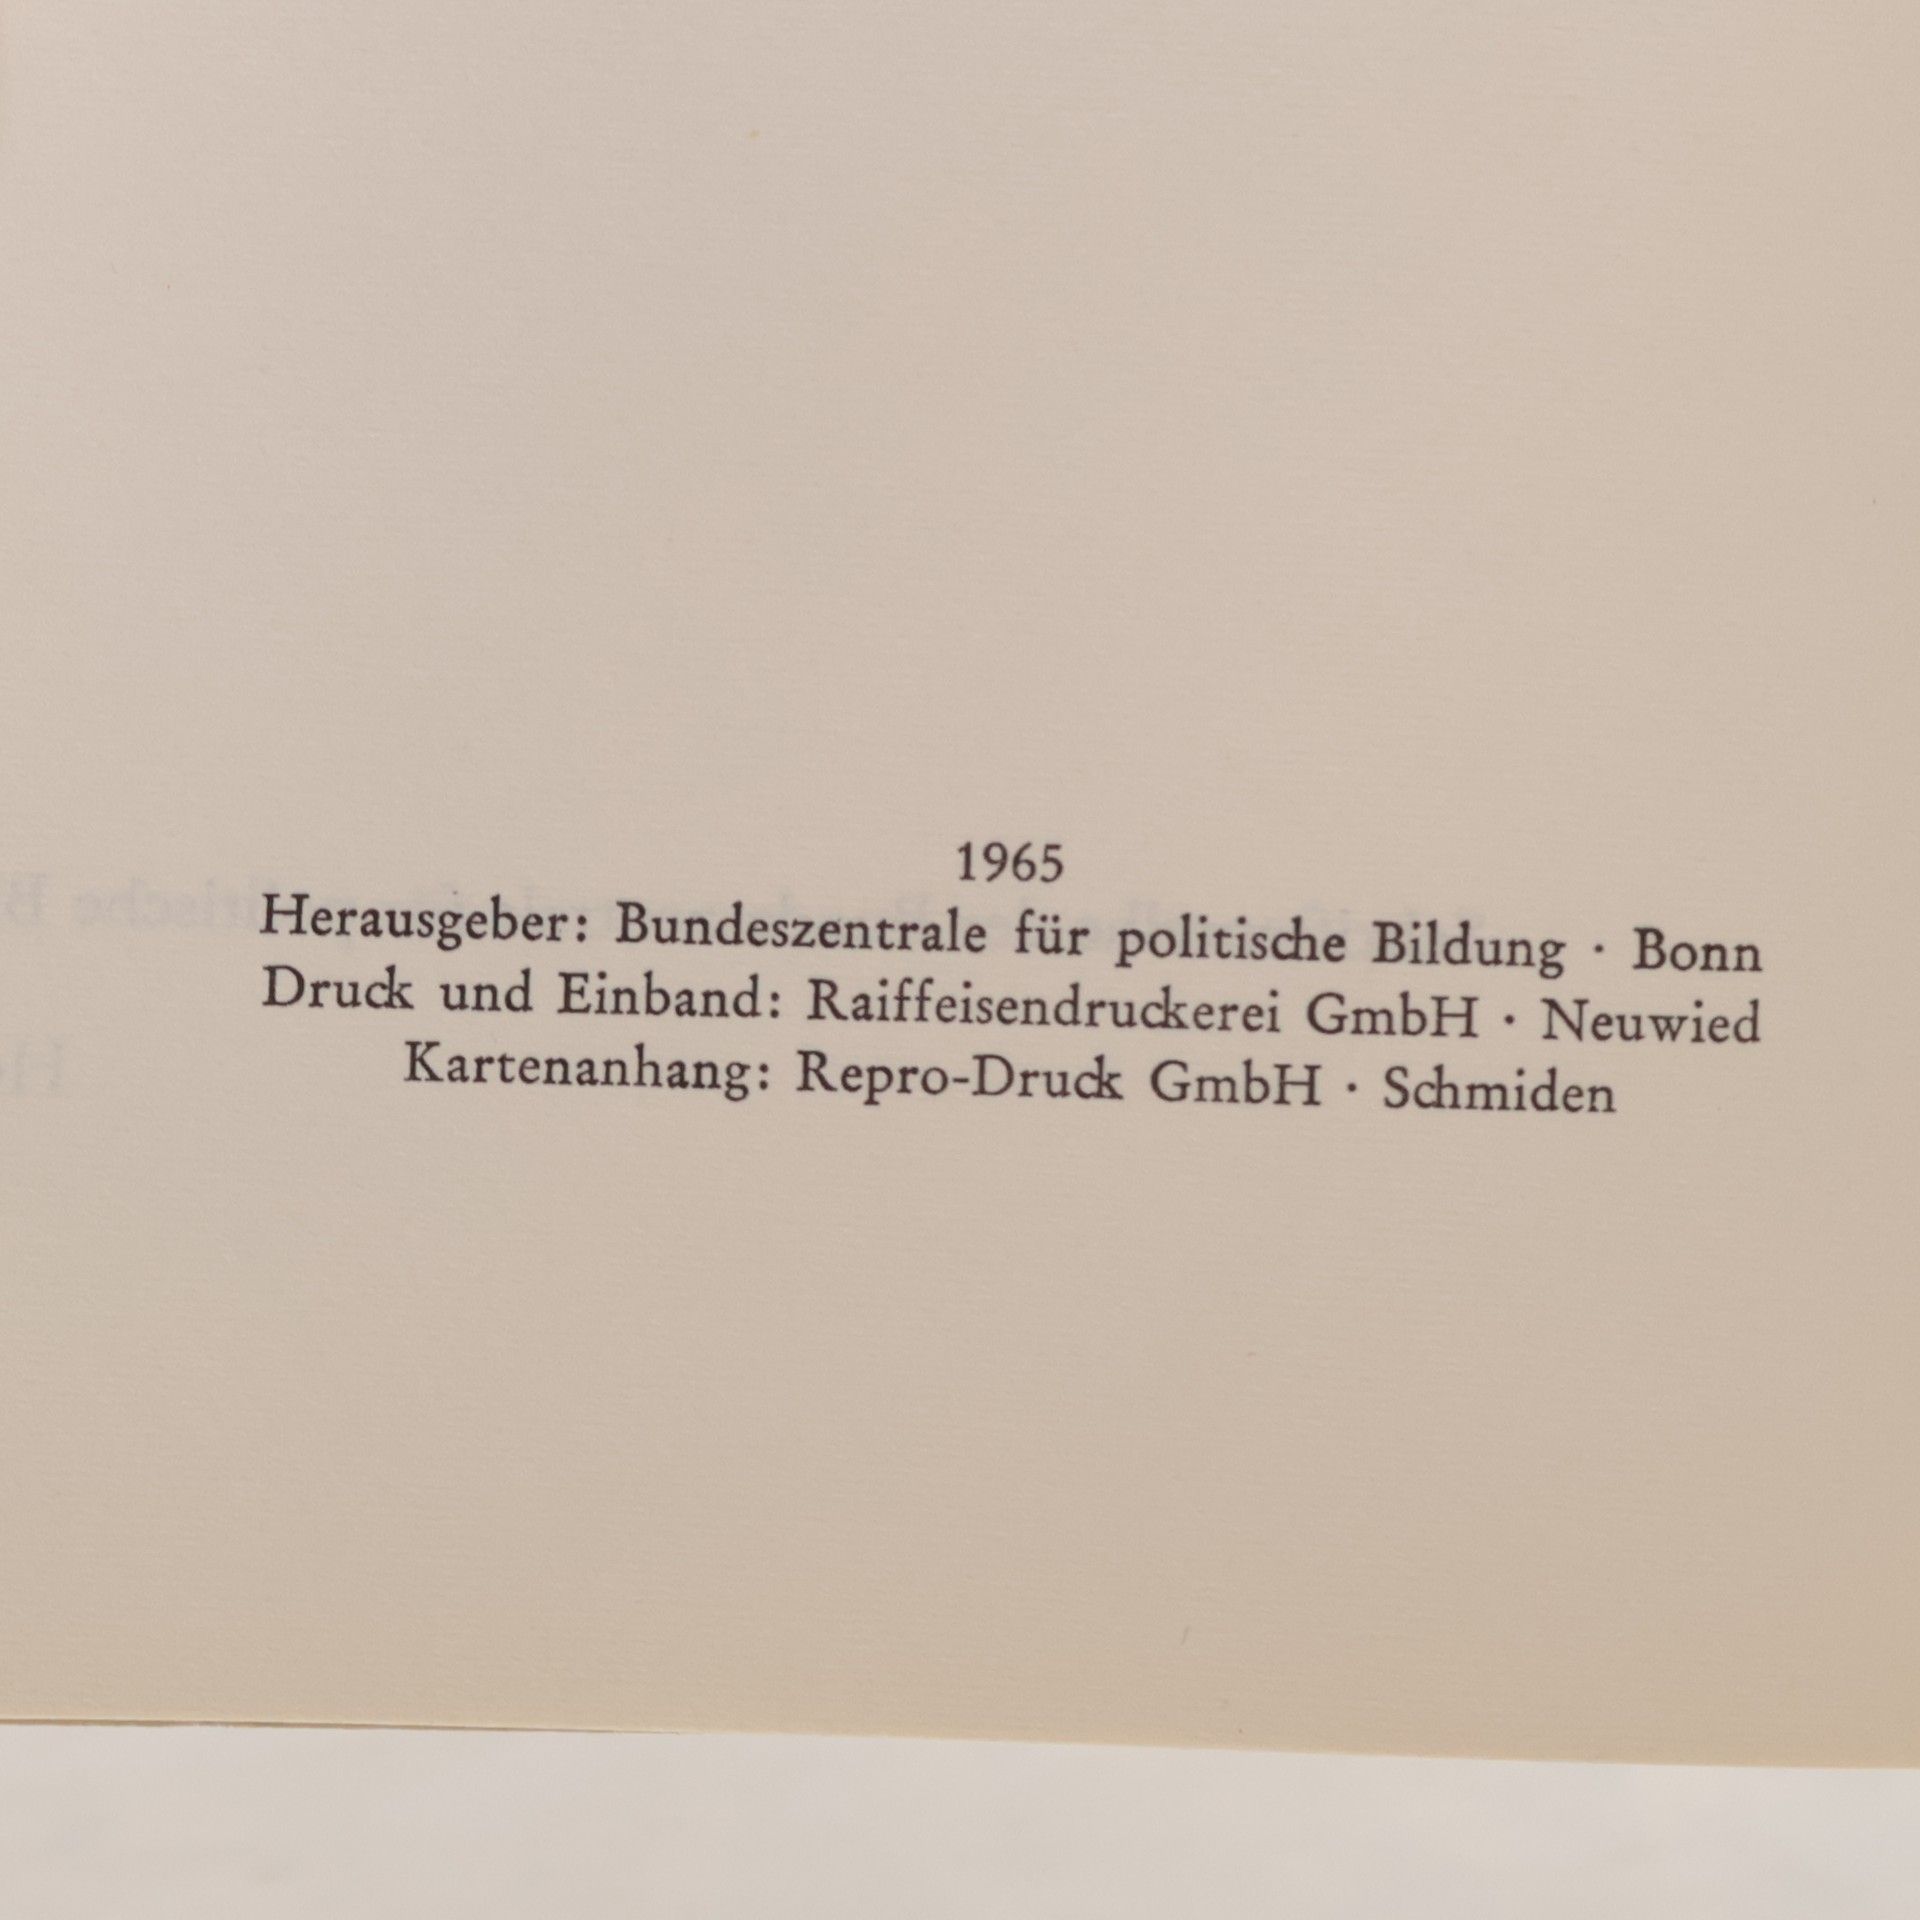 1965
Herausgeber: Bundeszentrale für politische Bildung · Bonn
Druck und Einband: Raiffeisendruckerei GmbH · Neuwied
Kartenanhang: Repro-Druck GmbH · Schmiden